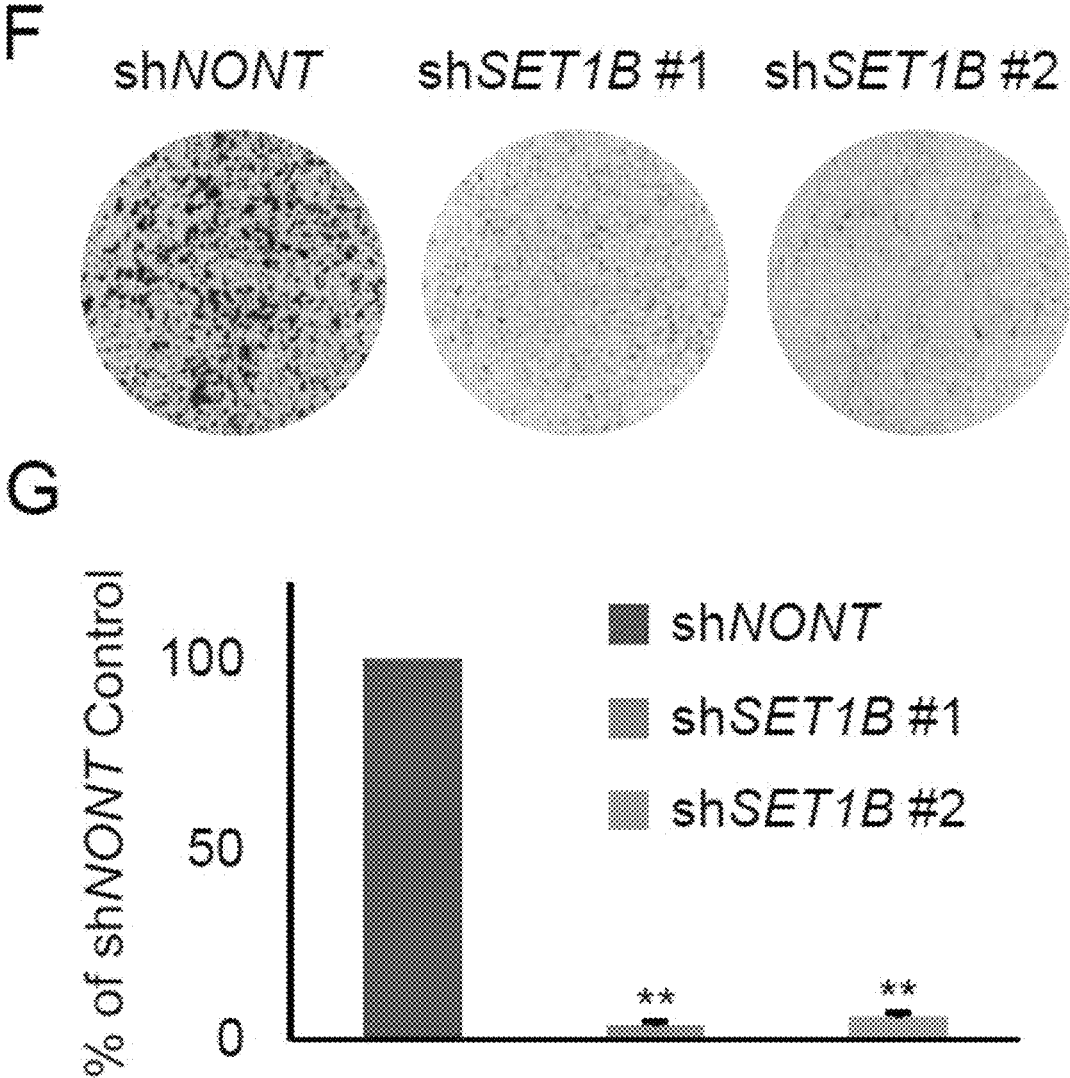 F
shNONT shSET1B #1 shSET1B #2
G
% of shNONT Control
100
50
0
shNONT
shSET1B #1
shSET1B #2
**
**